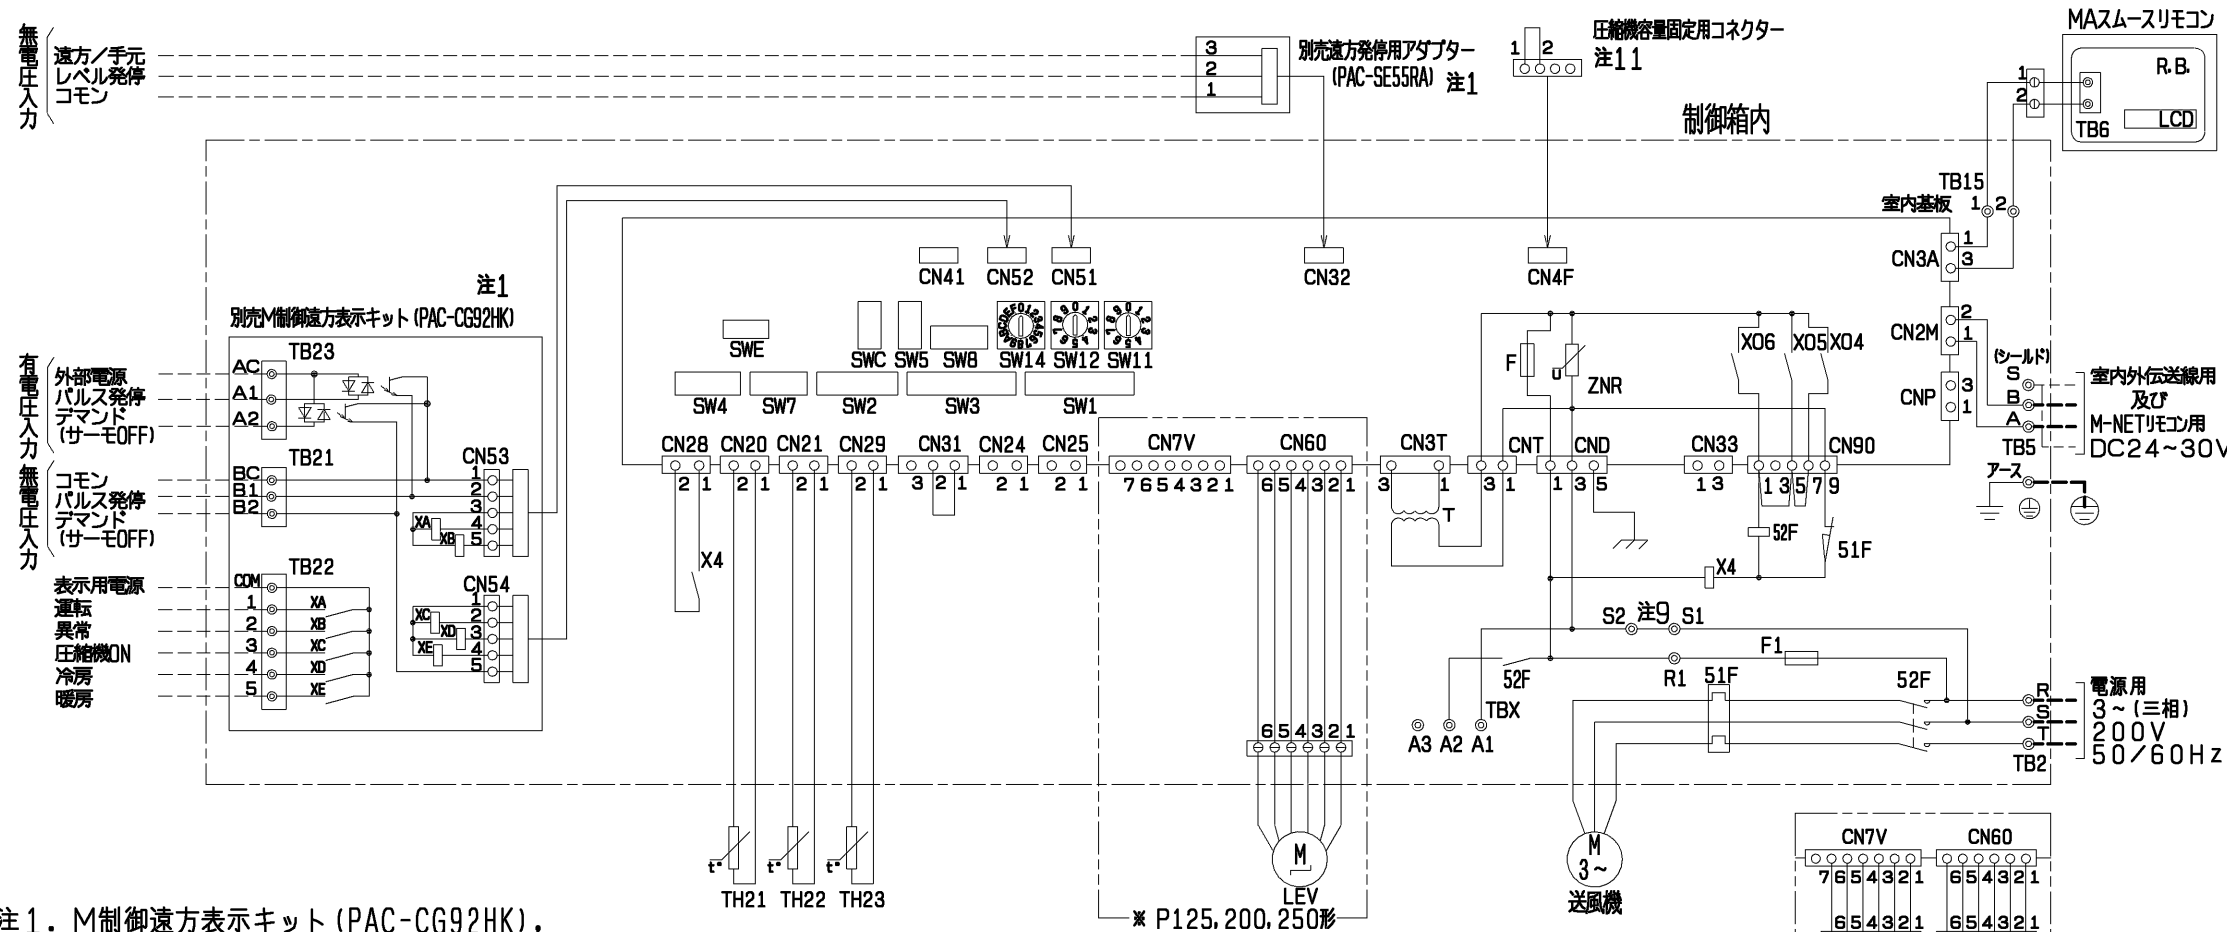 無電圧入力
遠方/手元
レベル発停
コモン
3
2
1
別売遠方発停用アダプター
(PAC-SE55RA) 注1
1 2
圧縮機容量固定用コネクター
注11
MAスムースリモコン
R.B.
LCD
TB6
1
2
制御箱内
TB15
室内基板 1 2
CN3A
1
3
CN2M
2
1
CNP
3
1
(シールド)
S
B
A
TB5
アース
室内外伝送線用
及び
M-NETリモコン用
DC24~30V
CN41 CN52 CN51 CN32 CN4F
注1
別売M制御遠方表示キット(PAC-CG92HK)
有電圧入力
外部電源
パルス発停
デマンド
(サーモOFF)
AC
A1
A2
TB23
無電圧入力
コモン
パルス発停
デマンド
(サーモOFF)
BC
B1
B2
TB21
CN53
1
2
3
4
5
XA
XB
表示用電源
運転
異常
圧縮機ON
冷房
暖房
COM
1
2
3
4
5
TB22
XA
XB
XC
XD
XE
CN54
1
2
3
4
5
XC
XD
XE
SWE SWC SW5 SW8 SW14 SW12 SW11
SW4 SW7 SW2 SW3 SW1
F
U
ZNR
X06 X05 X04
CN28 CN20 CN21 CN29 CN31 CN24 CN25 CN7V CN60 CN3T CNT CND CN33 CN90
2 1
2 1
2 1
2 1
3 2 1
2 1
2 1
7 6 5 4 3 2 1
6 5 4 3 2 1
3 1
3 1
1 3 5
1 3
1 3 5 7 9
T
X4
52F
51F
X4
S2 注9 S1
F1
52F
R1
51F
52F
TBX
A3 A2 A1
R
S
T
TB2
電源用
3~(三相)
200V
50/60Hz
6 5 4 3 2 1
t°
t°
t°
TH21 TH22 TH23
M
LEV
※ P125,200,250形
M
3~
送風機
CN7V CN60
7 6 5 4 3 2 1
6 5 4 3 2 1
6 5 4 3 2 1
6 5 4 3 2 1
注1. M制御遠方表示キット(PAC-CG92HK),